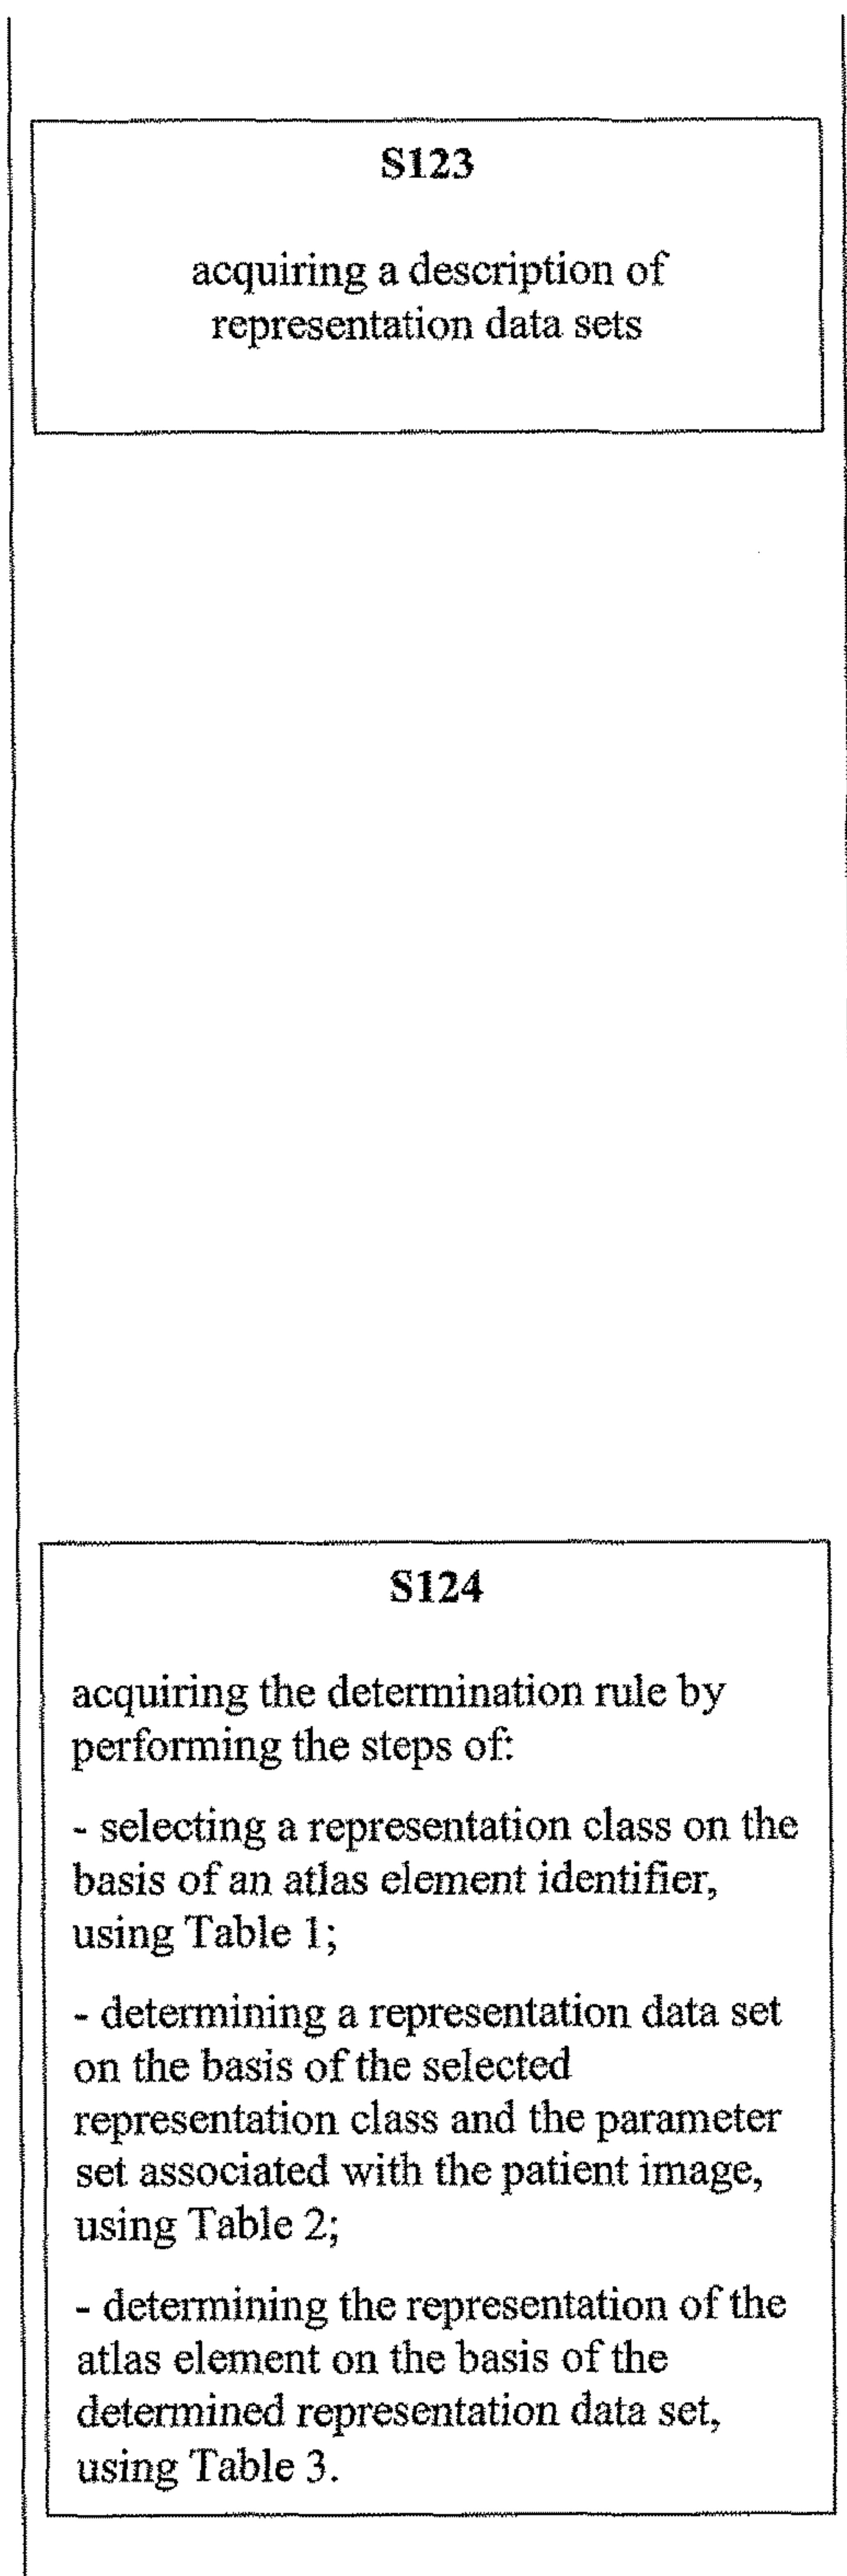 S123
acquiring a description of
representation data sets
S124
acquiring the determination rule by
performing the steps of:
- selecting a representation class on the
basis of an atlas element identifier,
using Table 1;
- determining a representation data set
on the basis of the selected
representation class and the parameter
set associated with the patient image,
using Table 2;
- determining the representation of the
atlas element on the basis of the
determined representation data set,
using Table 3.